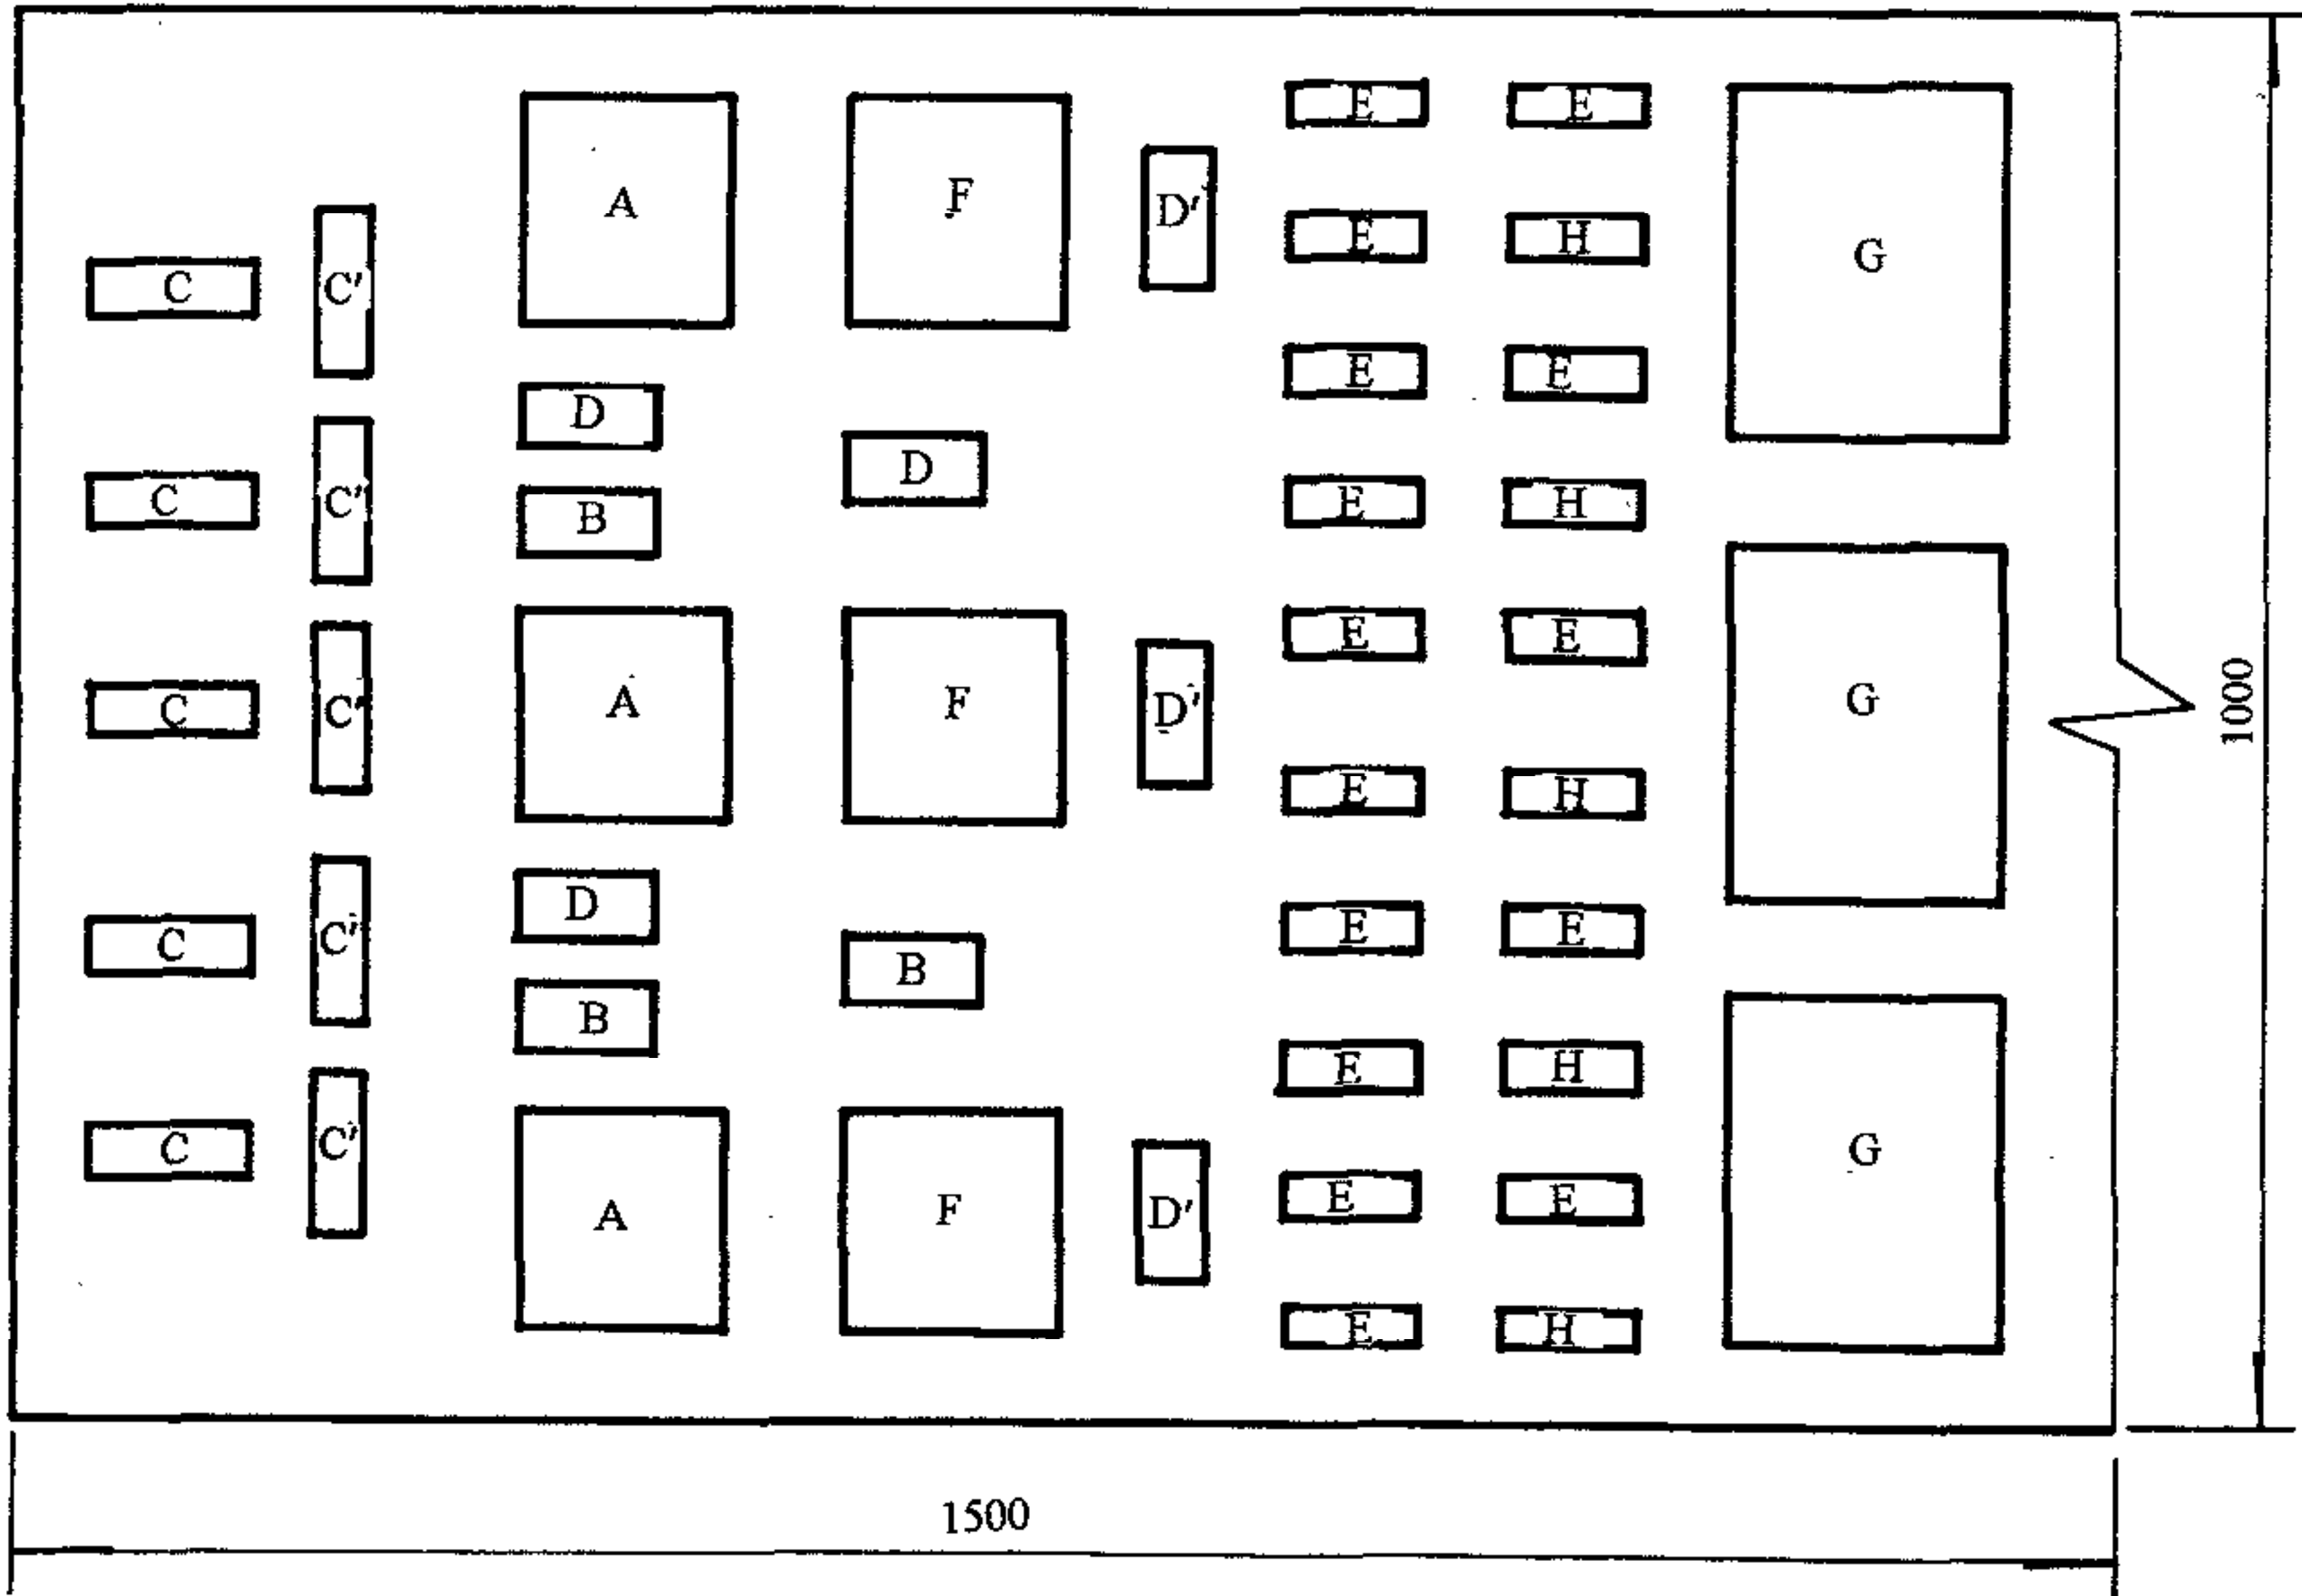 E E
A F D' E H G
C C'
D E E
D
C C' B E H
A F D' E E G
C C' 1000
E H
D E E
C C' B
B E H
C C' A F D' E E G
E H
1500